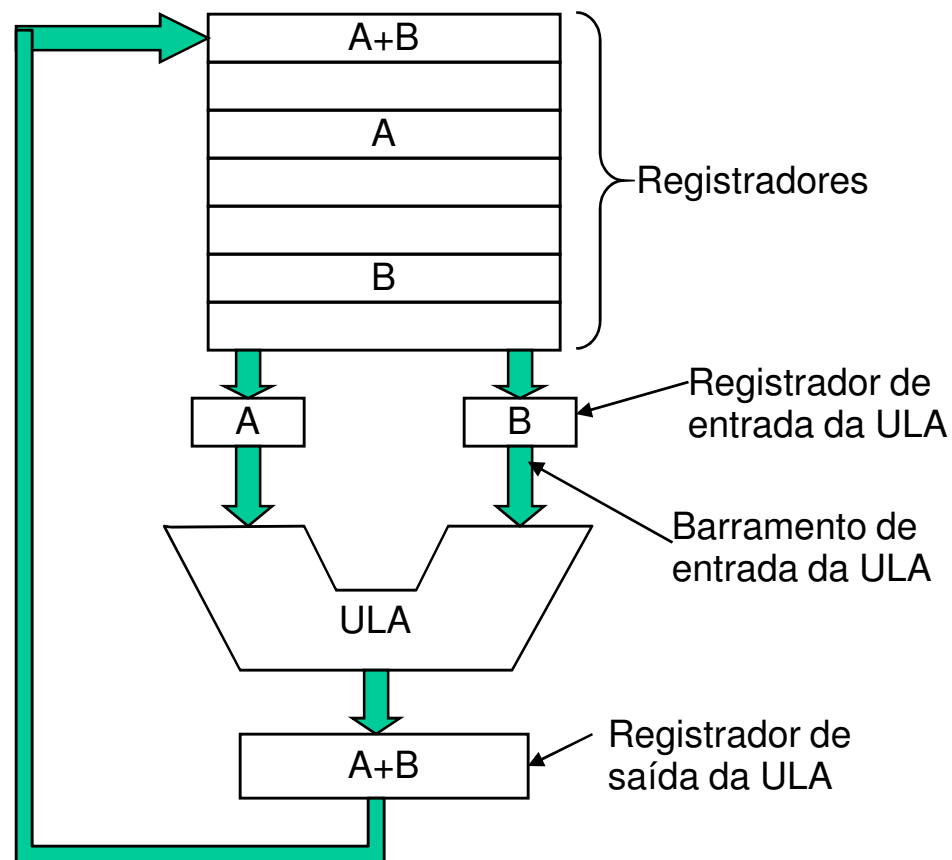 A+B
A
Registradores
B
A
B
Registrador de
entrada da ULA
Barramento de
entrada da ULA
ULA
A+B
Registrador de
saída da ULA